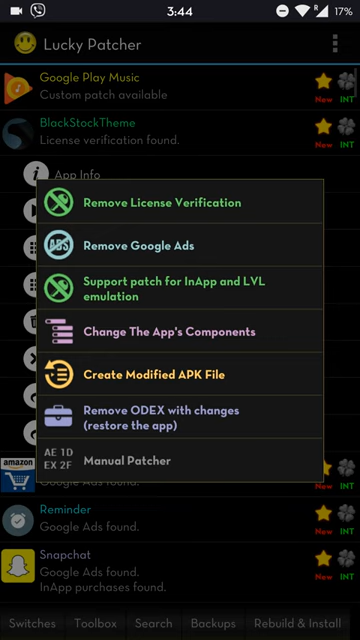 3:44
R
17%
Lucky Patcher
Google Play Music
Custom patch available
New
INT
BlackStockTheme
License verification found.
New
INT
App Info
Remove License Verification
ADS
Remove Google Ads
Support patch for InApp and LVL
emulation
Change The App's Components
Create Modified APK File
Remove ODEX with changes
(restore the app)
AE 1D
EX 2F
Manual Patcher
amazon
Google Ads found.
New
INT
Reminder
Google Ads found.
New
INT
Snapchat
Google Ads found.
InApp purchases found.
New
INT
Switches
Toolbox
Search
Backups
Rebuild & Install